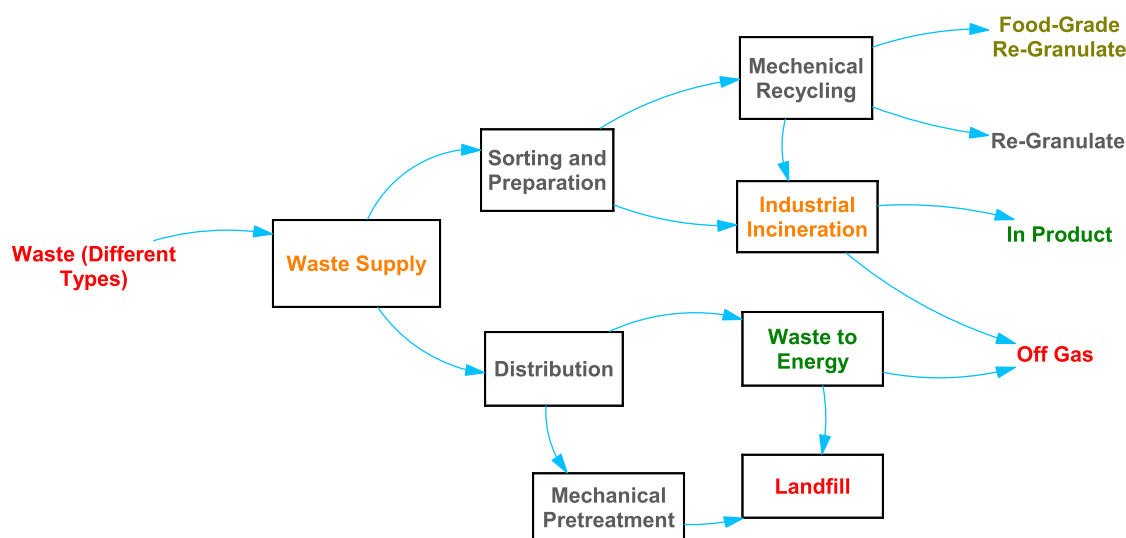 Food-Grade
Re-Granulate
Mechenical
Recycling
Re-Granulate
Sorting and
Preparation
Industrial
Incineration
In Product
Waste (Different
Types)
Waste Supply
Waste to
Energy
Off Gas
Distribution
Landfill
Mechanical
Pretreatment